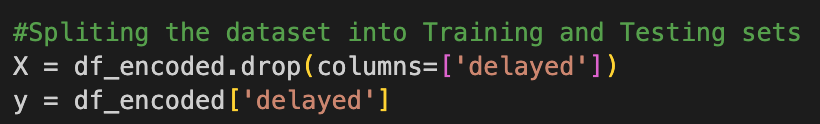 #Spliting the dataset into Training and Testing sets
X = df_encoded.drop(columns=['delayed'])
y = df_encoded['delayed']